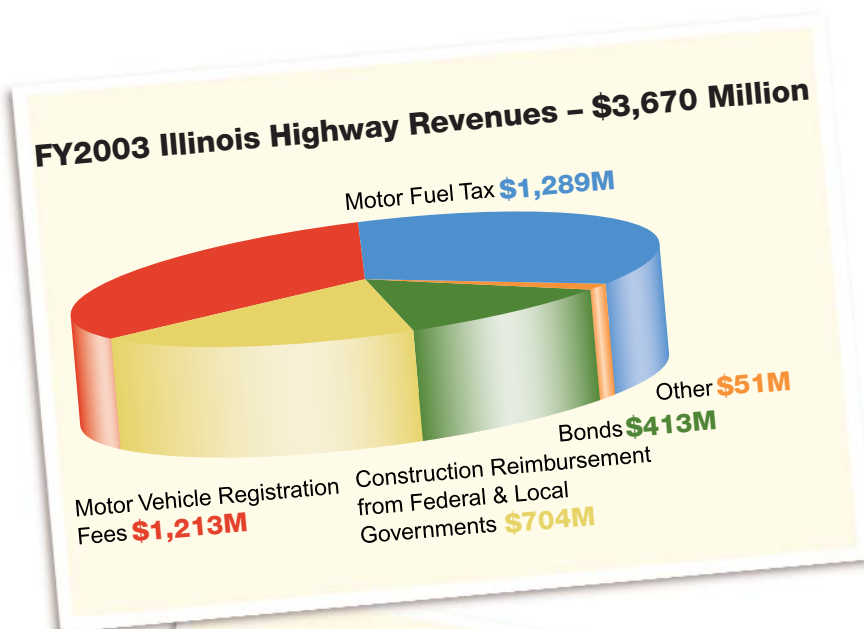 FY2003 Illinois Highway Revenues – $3,670 Million
Motor Fuel Tax $1,289M
Other $51M
Bonds $413M
Motor Vehicle Registration
Fees $1,213M
Construction Reimbursement
from Federal & Local
Governments $704M